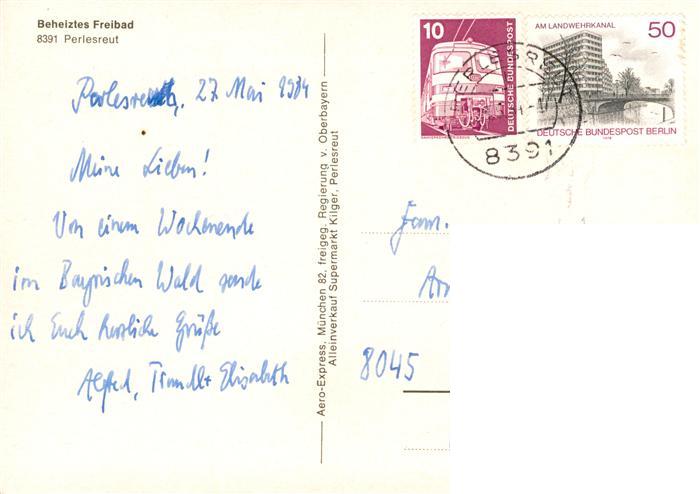 Beheiztes Freibad
8391 Perlesreut
Perlesreuth, 27 Mai 1984
Meine Lieben!
Von einem Wochenende
im Bayrischen Wald sende
ich Euch herzliche Grüße
Alfred, Traudl + Elisabeth
Aero-Express, München 82, freigeg. Regierung v. Oberbayern
Alleinverkauf Supermarkt Kilger, Perlesreut
10
DEUTSCHE BUNDESPOST
AM LANDWEHRKANAL
50
DEUTSCHE BUNDESPOST BERLIN
8391
Fam.
8045